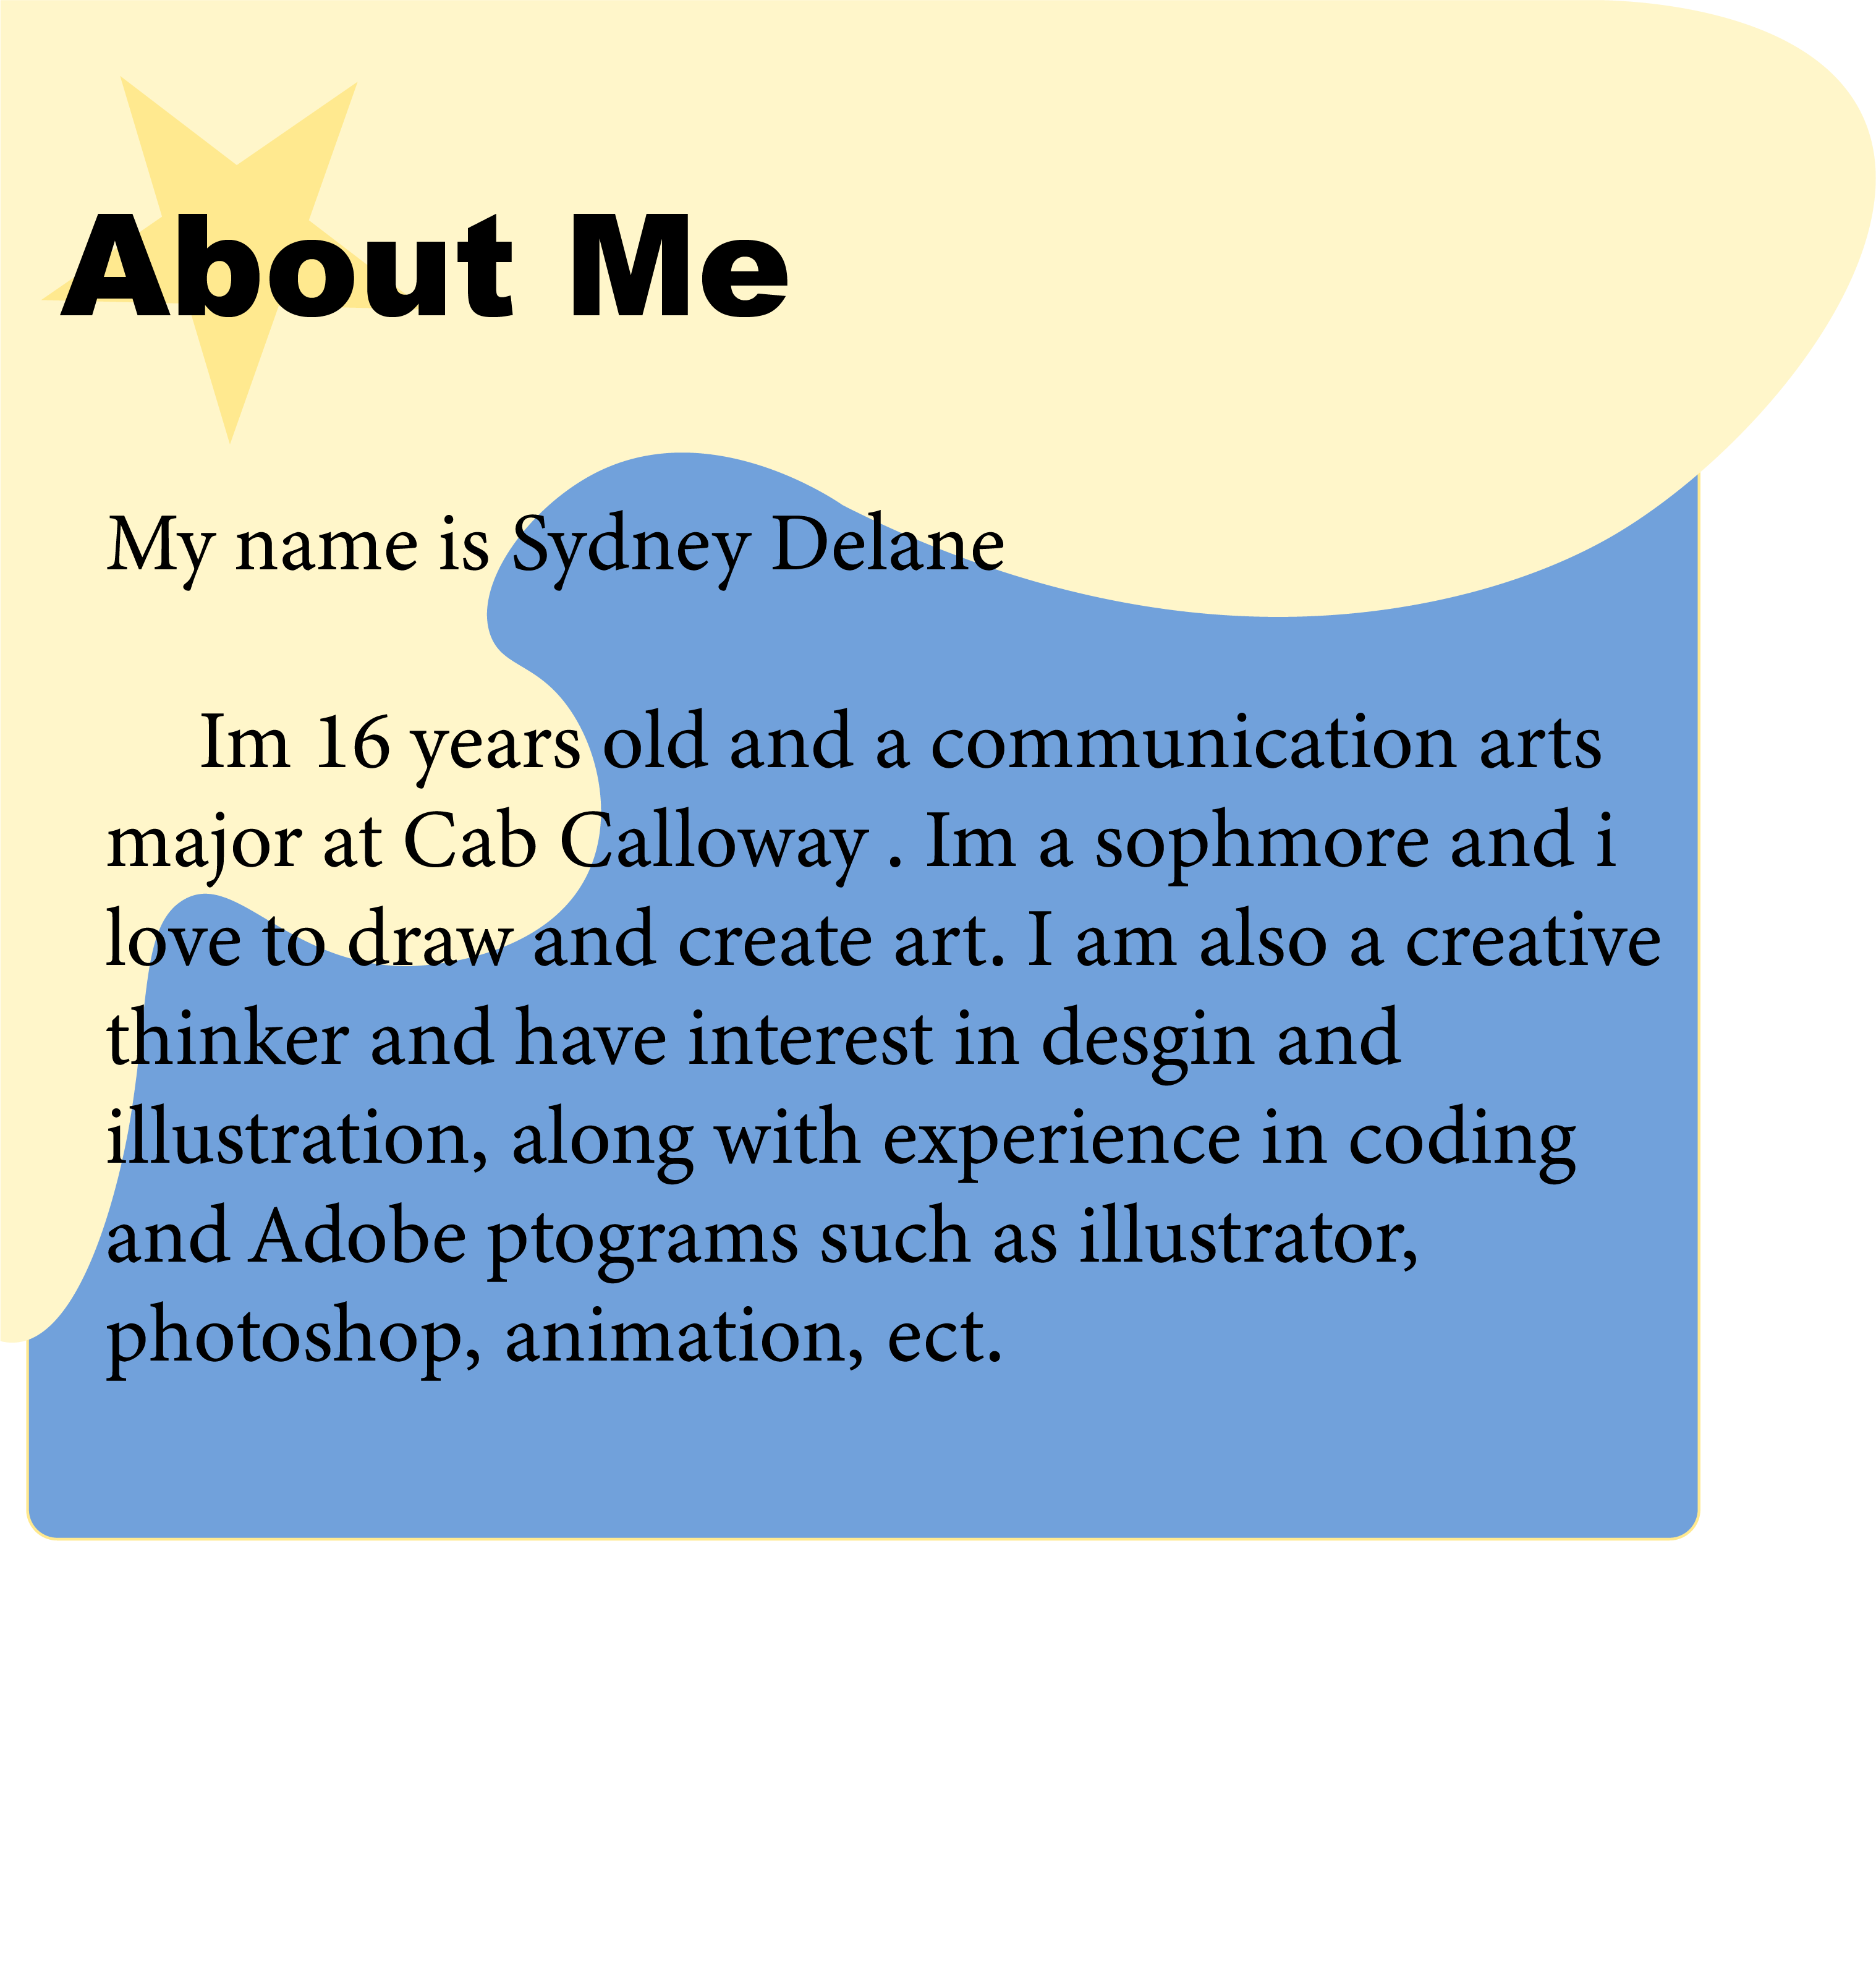 About Me
My name is Sydney Delane
Im 16 years old and a communication arts
major at Cab Calloway . Im a sophmore and i
love to draw and create art. I am also a creative
thinker and have interest in desgin and
illustration, along with experience in coding
and Adobe ptograms such as illustrator,
photoshop, animation, ect.